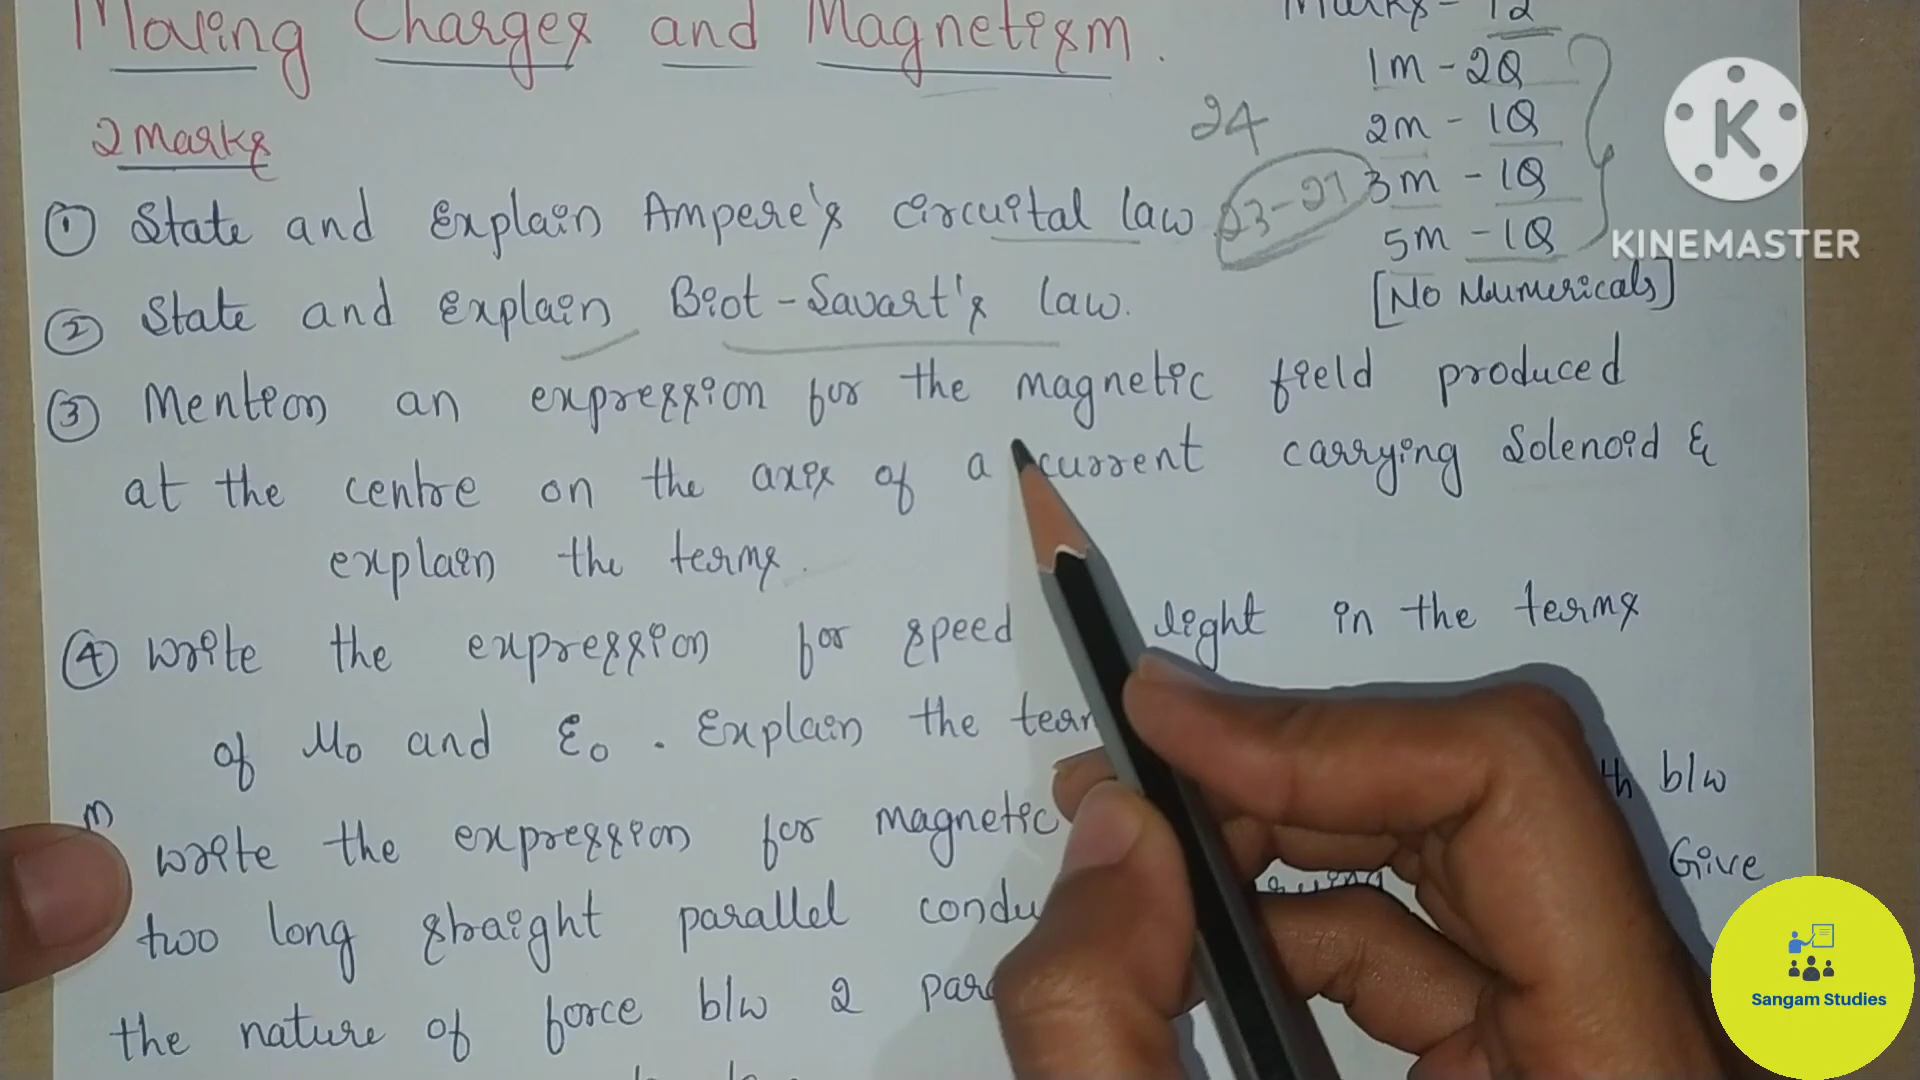 Moving Charges and Magnetism.
Marks - 12
1m - 2Q
2m - 1Q
3m - 1Q
5m - 1Q
[No Numericals]
24
23-27
2 Marks
① State and Explain Ampere's circuital law
② State and explain Biot-Savart's law.
③ Mention an expression for the magnetic field produced
at the centre on the axis of a current carrying Solenoid &
explain the terms.
④ Write the expression for speed light in the terms
of μ₀ and ε₀. Explain the
write the expression for magnetic b/w
two long straight parallel Give
the nature of force b/w 2
K
KINEMASTER
Sangam Studies